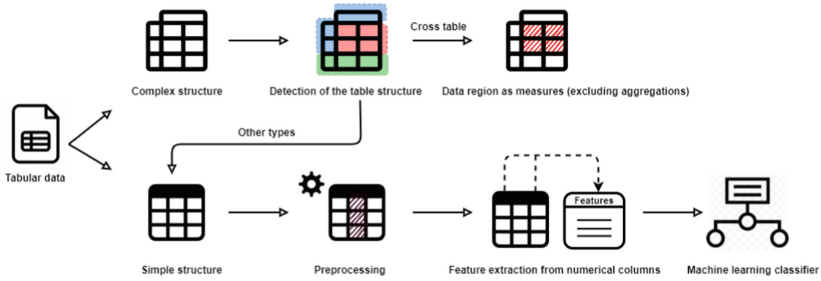 Cross table
Complex structure
Detection of the table structure
Data region as measures (excluding aggregations)
Other types
Tabular data
Features
Simple structure
Preprocessing
Feature extraction from numerical columns
Machine learning classifier